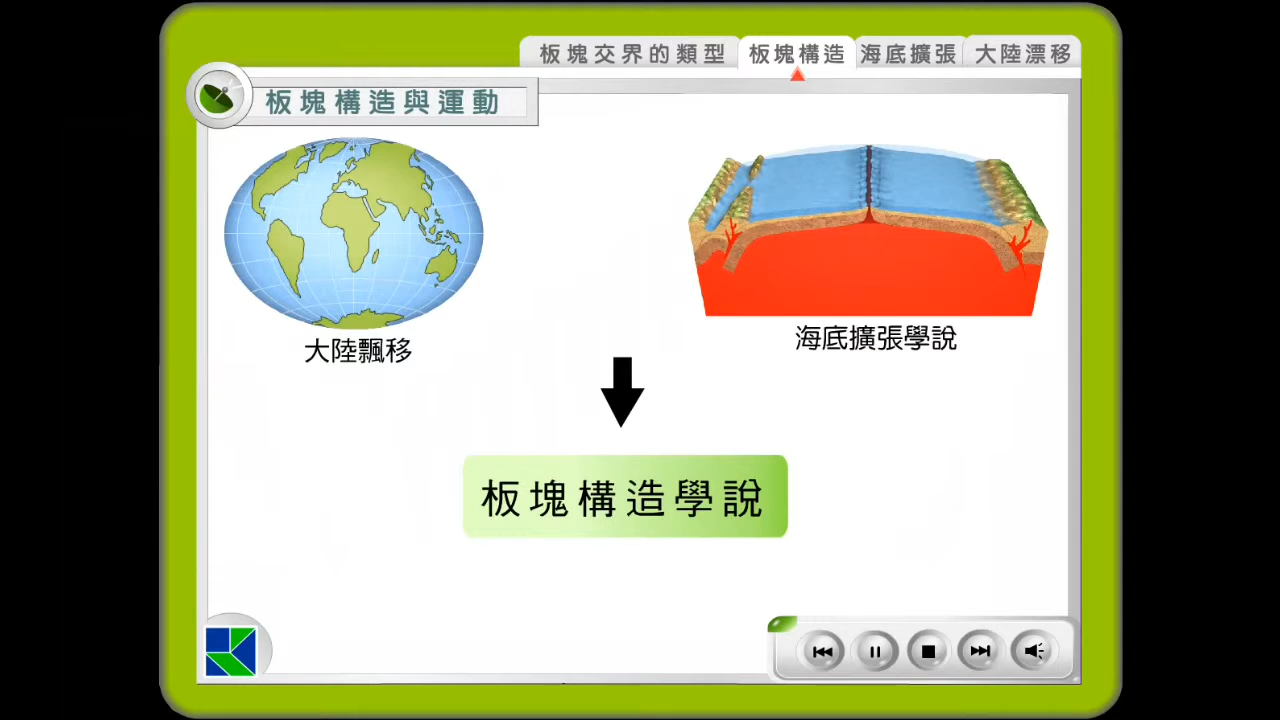 板塊交界的類型
板塊構造
海底擴張
大陸漂移
板塊構造與運動
大陸飄移
海底擴張學說
板塊構造學說